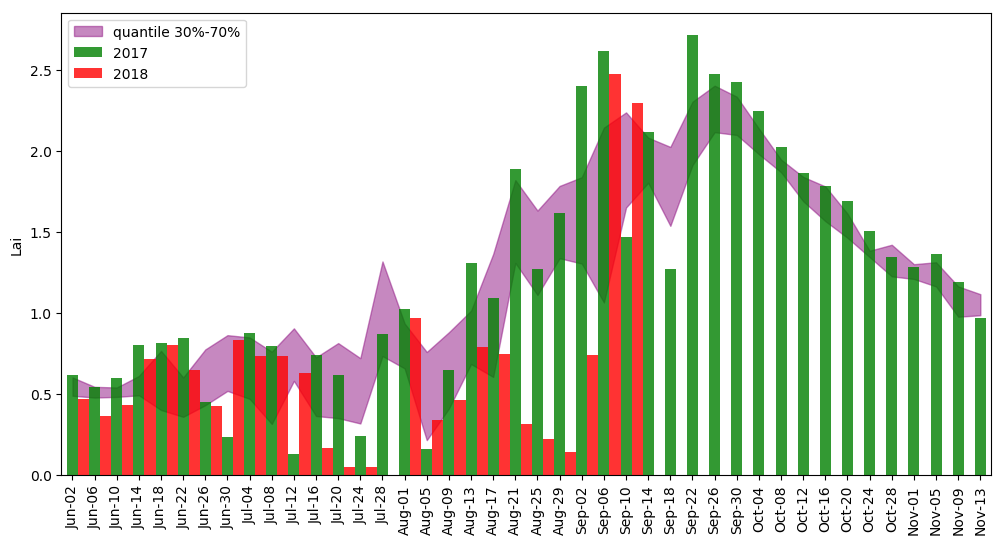 quantile 30%-70%
2017
2018
Lai
2.5
2.0
1.5
1.0
0.5
0.0
Jun-02
Jun-06
Jun-10
Jun-14
Jun-18
Jun-22
Jun-26
Jun-30
Jul-04
Jul-08
Jul-12
Jul-16
Jul-20
Jul-24
Jul-28
Aug-01
Aug-05
Aug-09
Aug-13
Aug-17
Aug-21
Aug-25
Aug-29
Sep-02
Sep-06
Sep-10
Sep-14
Sep-18
Sep-22
Sep-26
Sep-30
Oct-04
Oct-08
Oct-12
Oct-16
Oct-20
Oct-24
Oct-28
Nov-01
Nov-05
Nov-09
Nov-13